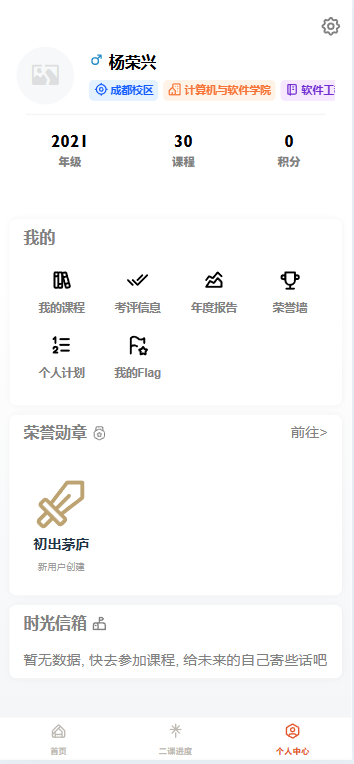 杨荣兴
成都校区 计算机与软件学院 软件工
2021 30 0
年级 课程 积分
我的
我的课程 考评信息 年度报告 荣誉墙
个人计划 我的Flag
荣誉勋章 前往>
初出茅庐
新用户创建
时光信箱
暂无数据, 快去参加课程, 给未来的自己寄些话吧
首页 二课进度 个人中心